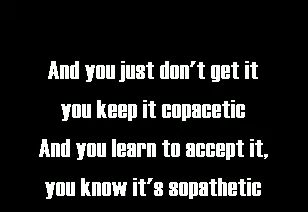 And you just don't get it
you keep it copacetic
And you learn to accept it,
you know it's sopathetic